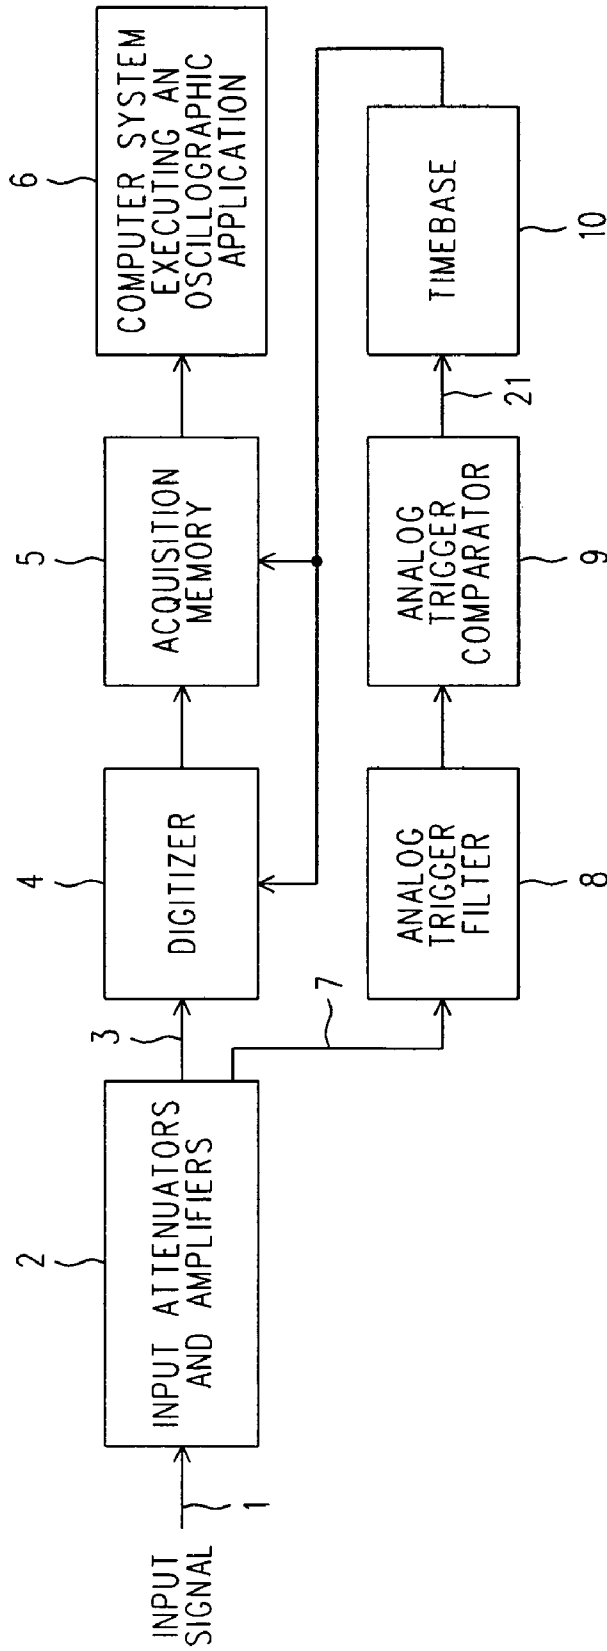 INPUT
SIGNAL
1
2
INPUT ATTENUATORS
AND AMPLIFIERS
3
4
DIGITIZER
5
ACQUISITION
MEMORY
6
COMPUTER SYSTEM
EXECUTING AN
OSCILLOGRAPHIC
APPLICATION
7
ANALOG
TRIGGER
FILTER
8
ANALOG
TRIGGER
COMPARATOR
9
21
TIMEBASE
10